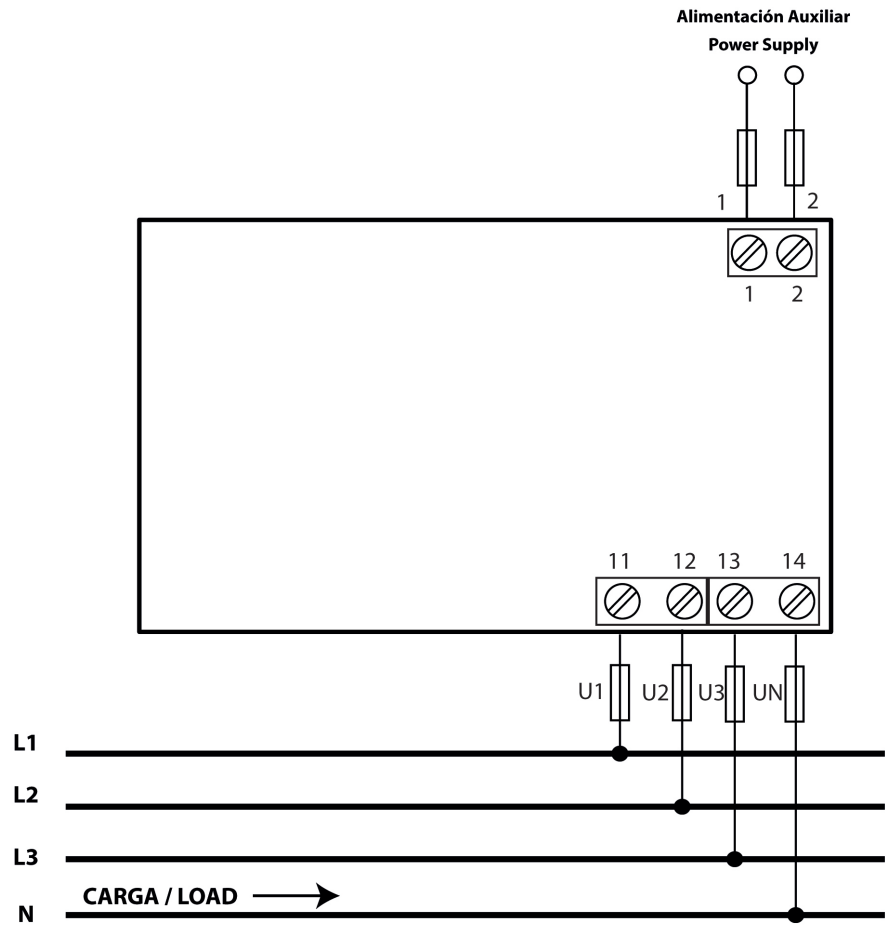 Alimentación Auxiliar
Power Supply
1 2
1 2
11 12 13 14
U1 U2 U3 UN
L1
L2
L3
CARGA / LOAD
N